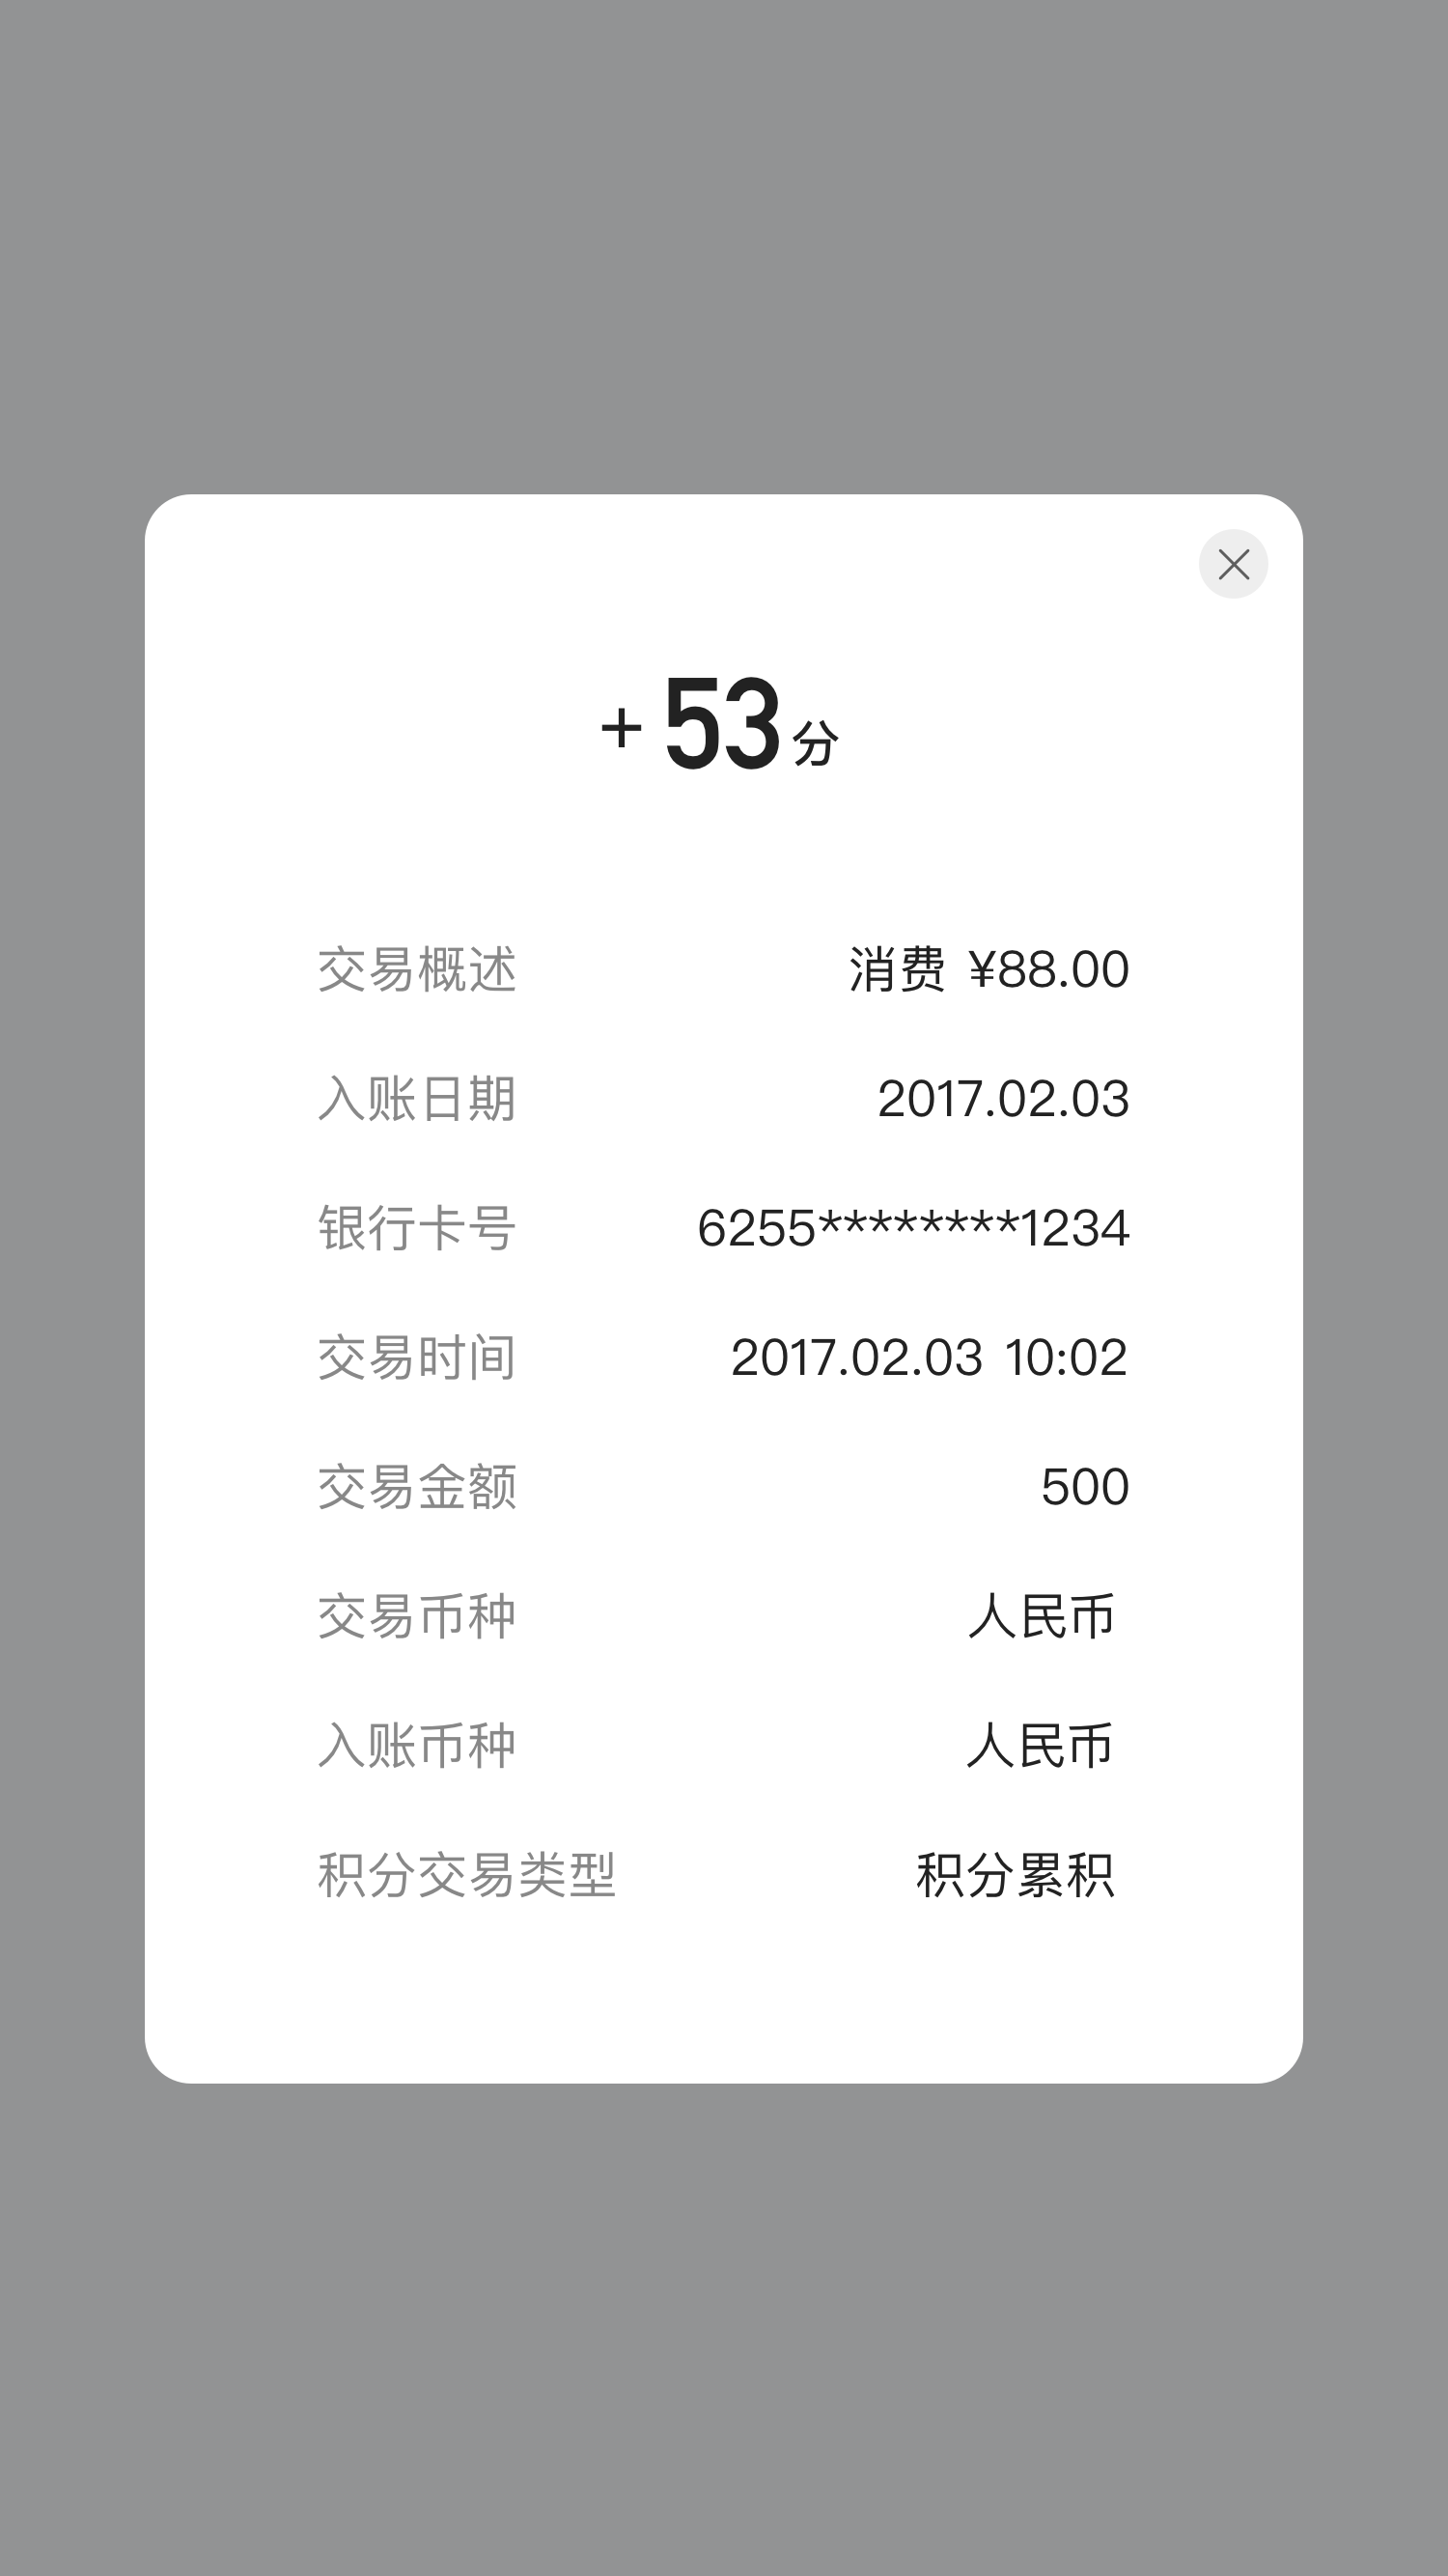 + 53 分
交易概述 消费 ¥88.00
入账日期 2017.02.03
银行卡号 6255********1234
交易时间 2017.02.03 10:02
交易金额 500
交易币种 人民币
入账币种 人民币
积分交易类型 积分累积